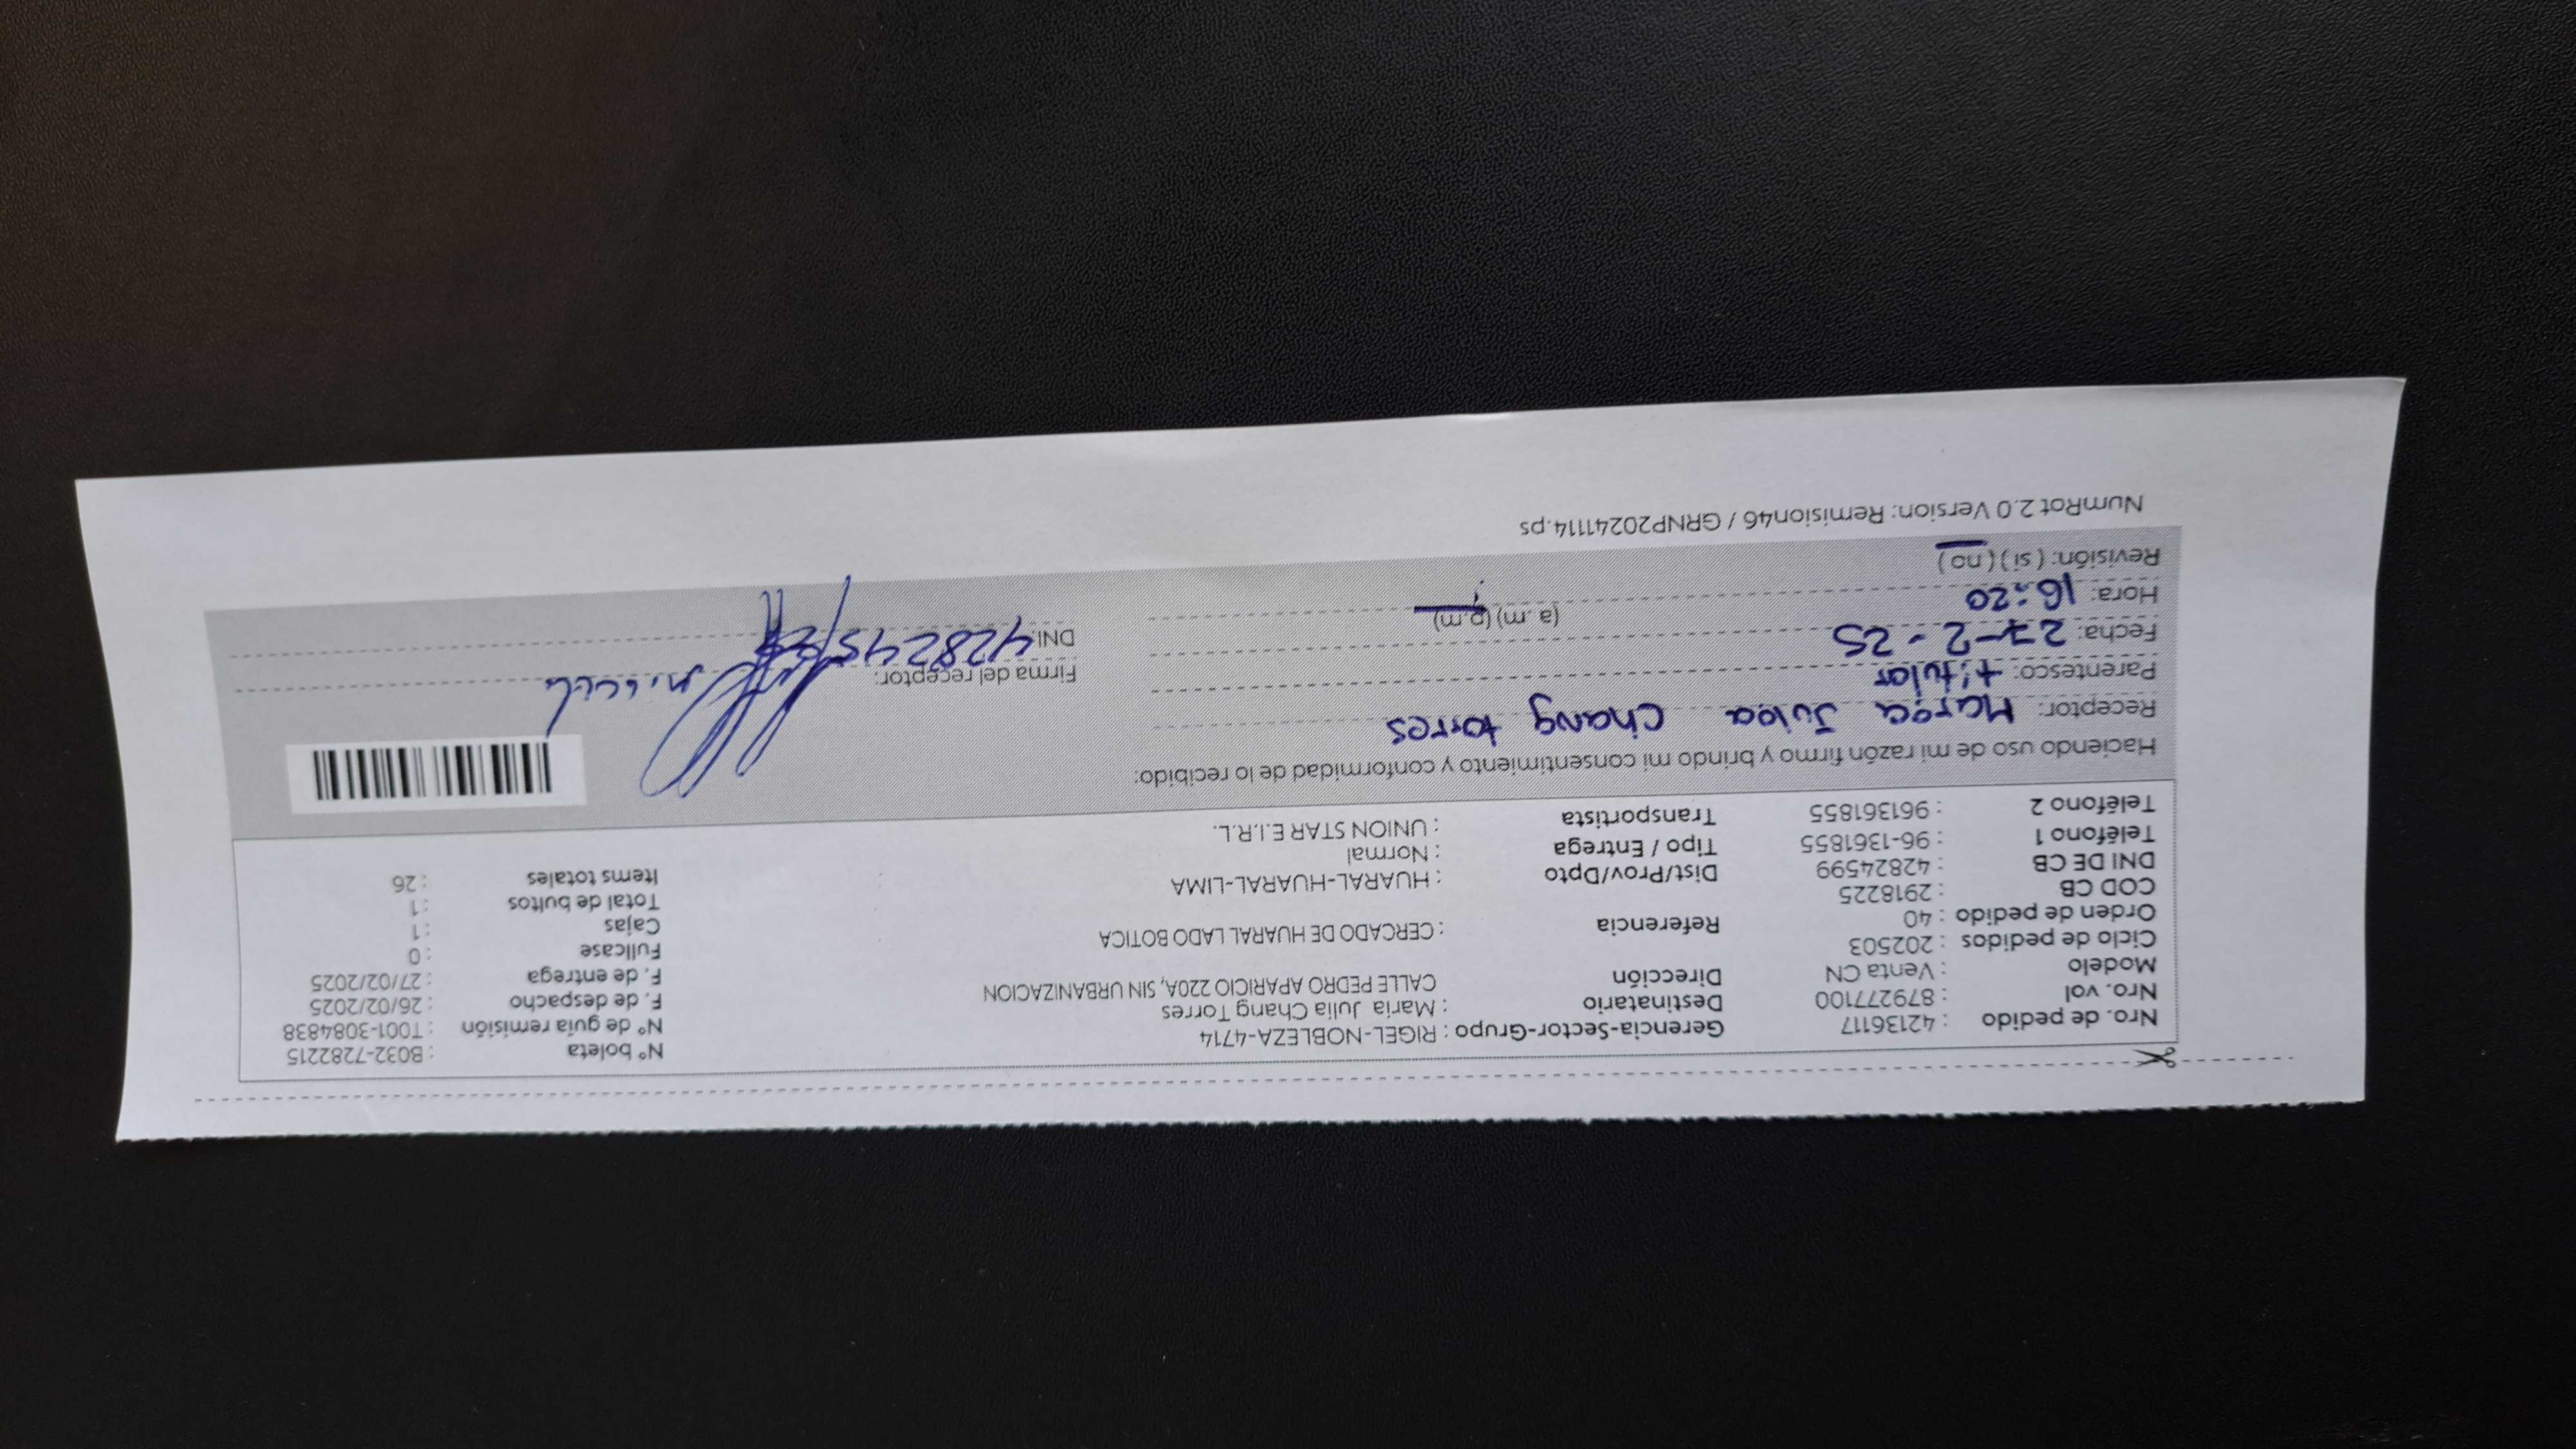 Nro. de pedido : 42136117 Gerencia-Sector-Grupo : RIGEL-NOBLEZA-4714 N° boleta : B032-7282215
Nro. vol : 879277100 Destinatario : Maria Julia Chang Torres N° de guía remisión : T001-3084838
Modelo : Venta CN Dirección CALLE PEDRO APARICIO 220A, SIN URBANIZACION F. de despacho : 26/02/2025
Ciclo de pedidos : 202503 F. de entrega : 27/02/2025
Orden de pedido : 40 Referencia : CERCADO DE HUARAL LADO BOTICA Fullcase : 0
COD CB : 2918225 Cajas : 1
DNI DE CB : 42824599 Dist/Prov/Dpto : HUARAL-HUARAL-LIMA Total de bultos : 1
Teléfono 1 : 96-1361855 Tipo / Entrega : Normal Items totales : 26
Teléfono 2 : 961361855 Transportista : UNION STAR E.I.R.L.
Haciendo uso de mi razón firmo y brindo mi consentimiento y conformidad de lo recibido:
Receptor: Maria Julia Chang torres
Parentesco: titular Firma del receptor:
Fecha: 27-2-25 DNI
Hora: 16:20 (a.m) (p.m)
Revisión: (si) (no)
NumRot 2.0 Version: Remision46 / GRNP20241114.ps